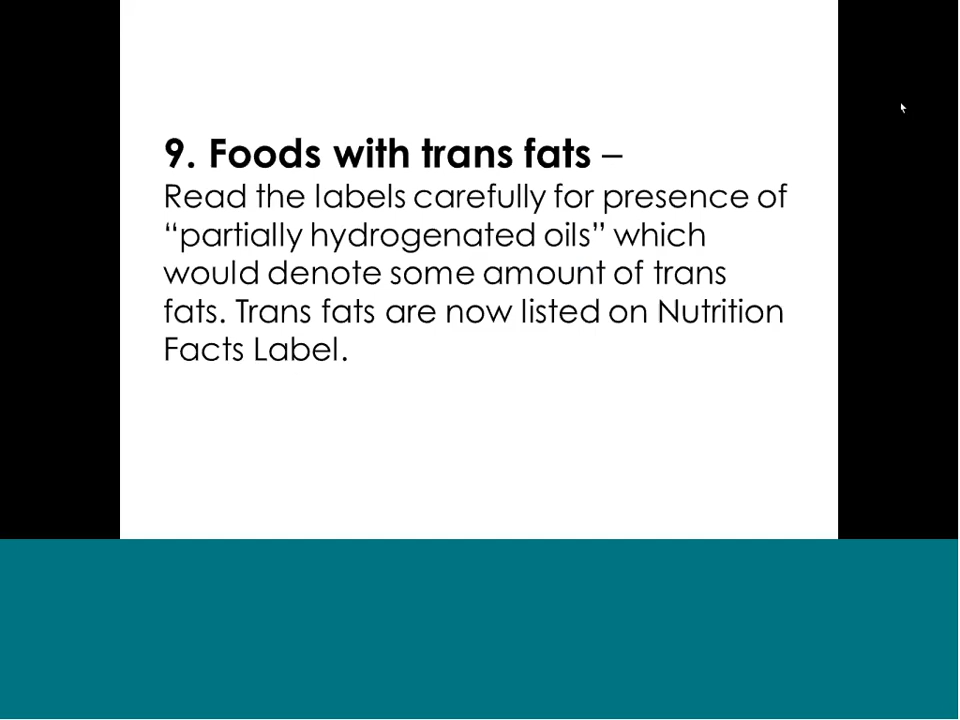 9. Foods with trans fats –
Read the labels carefully for presence of
“partially hydrogenated oils” which
would denote some amount of trans
fats. Trans fats are now listed on Nutrition
Facts Label.